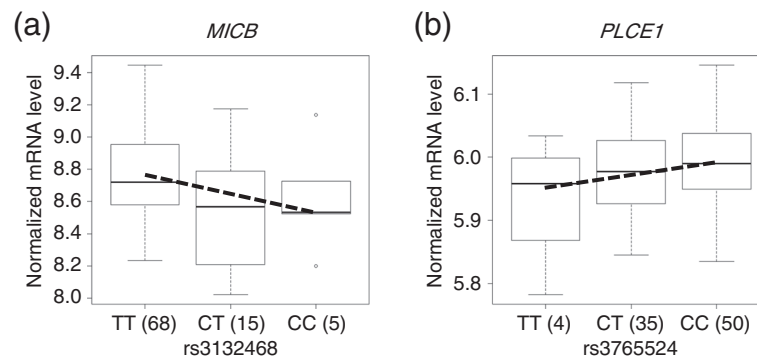 (a)
MICB
Normalized mRNA level
9.4
9.2
9.0
8.8
8.6
8.4
8.2
8.0
TT (68) CT (15) CC (5)
rs3132468
(b)
PLCE1
Normalized mRNA level
6.1
6.0
5.9
5.8
TT (4) CT (35) CC (50)
rs3765524